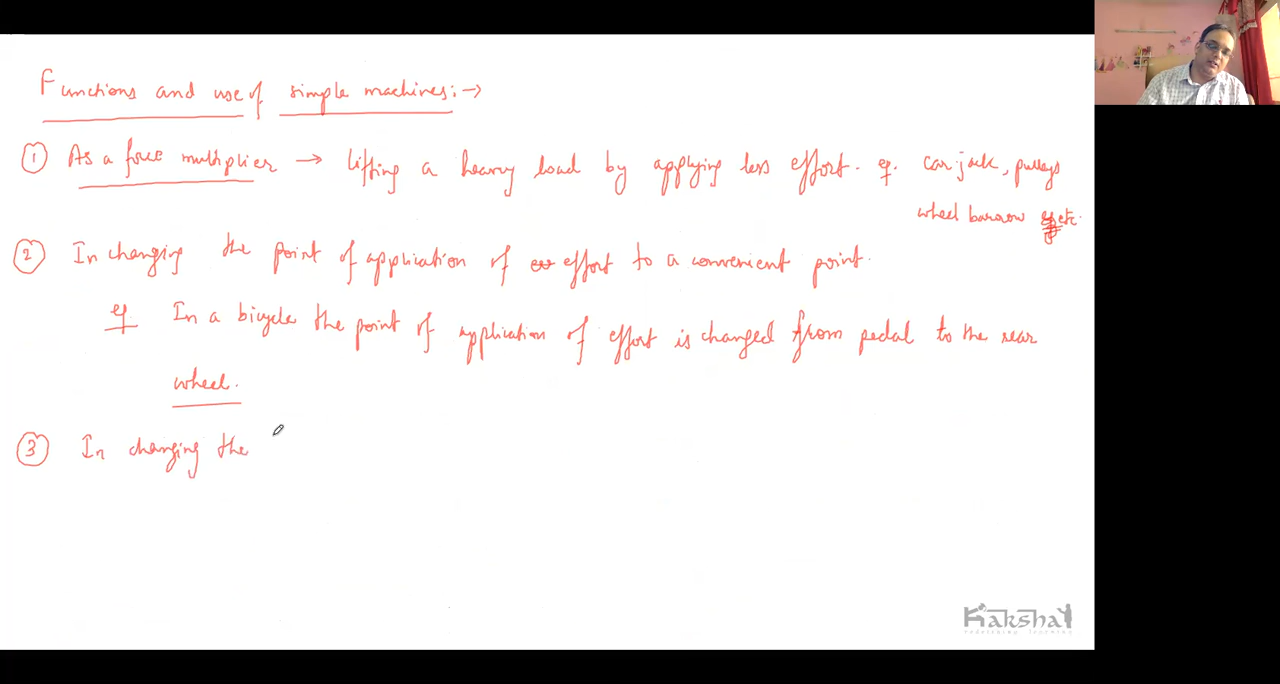 Functions and use of simple machines:→
① As a force multiplier → lifting a heavy load by applying less effort. eg. car jack, pulleys
wheel barrow etc.
② In changing the point of application of effort to a convenient point.
eg In a bicycle the point of application of effort is changed from pedal to the rear
wheel.
③ In changing the
Kaksha
redefining learning